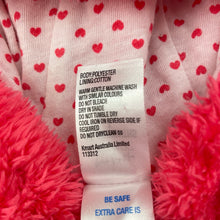 BODY:POLYESTER
LINING:COTTON
WARM GENTLE MACHINE WASH
WITH SIMILAR COLOURS
DO NOT BLEACH
DRY IN SHADE
DO NOT TUMBLE DRY
COOL IRON ON REVERSE SIDE IF
REQUIRED
DO NOT DRYCLEAN
Kmart Australia Limited
113312
BE SAFE
EXTRA CARE IS